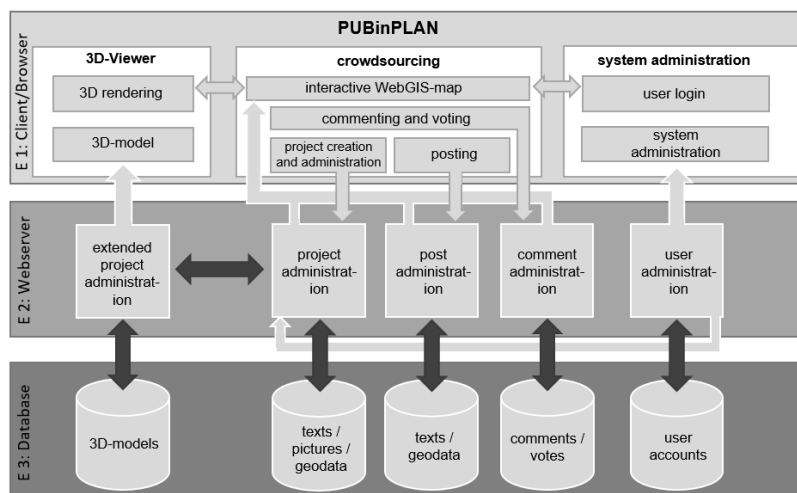 PUBinPLAN
E 1: Client/Browser
3D-Viewer
3D rendering
3D-model
crowdsourcing
interactive WebGIS-map
commenting and voting
project creation
and administration
posting
system administration
user login
system
administration
E 2: Webserver
extended
project
administrat-
ion
project
administrat-
ion
post
administrat-
ion
comment
administrat-
ion
user
administrat-
ion
E 3: Database
3D-models
texts /
pictures /
geodata
texts /
geodata
comments /
votes
user
accounts